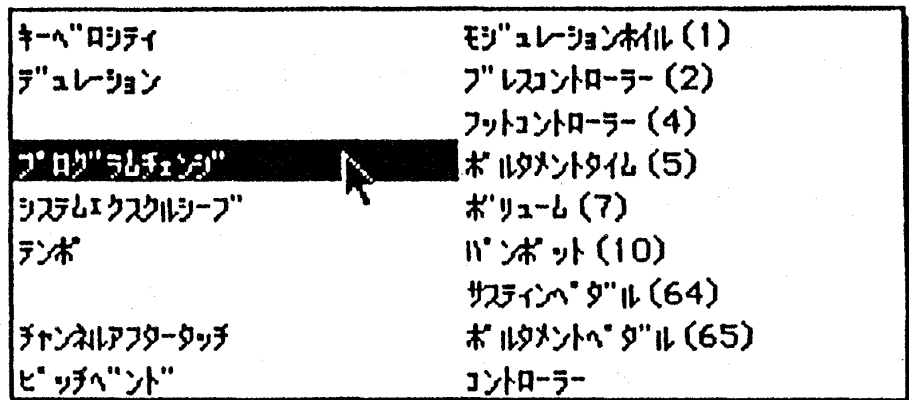 ｷｰﾍﾞﾛｼﾃｨ
ﾃﾞｭﾚｰｼｮﾝ
ﾌﾟﾛｸﾞﾗﾑﾁｪﾝｼﾞ
ｼｽﾃﾑｴｸｽｸﾙｼｰﾌﾞ
ﾃﾝﾎﾟ
ﾁｬﾝﾈﾙｱﾌﾀｰﾀｯﾁ
ﾋﾟｯﾁﾍﾞﾝﾄﾞ
ﾓｼﾞｭﾚｰｼｮﾝﾎｲﾙ (1)
ﾌﾞﾚｽｺﾝﾄﾛｰﾗｰ (2)
ﾌｯﾄｺﾝﾄﾛｰﾗｰ (4)
ﾎﾟﾙﾀﾒﾝﾄﾀｲﾑ (5)
ﾎﾞﾘｭｰﾑ (7)
ﾊﾟﾝﾎﾟｯﾄ (10)
ｻｽﾃｨﾝﾍﾟﾀﾞﾙ (64)
ﾎﾟﾙﾀﾒﾝﾄﾍﾟﾀﾞﾙ (65)
ｺﾝﾄﾛｰﾗｰ